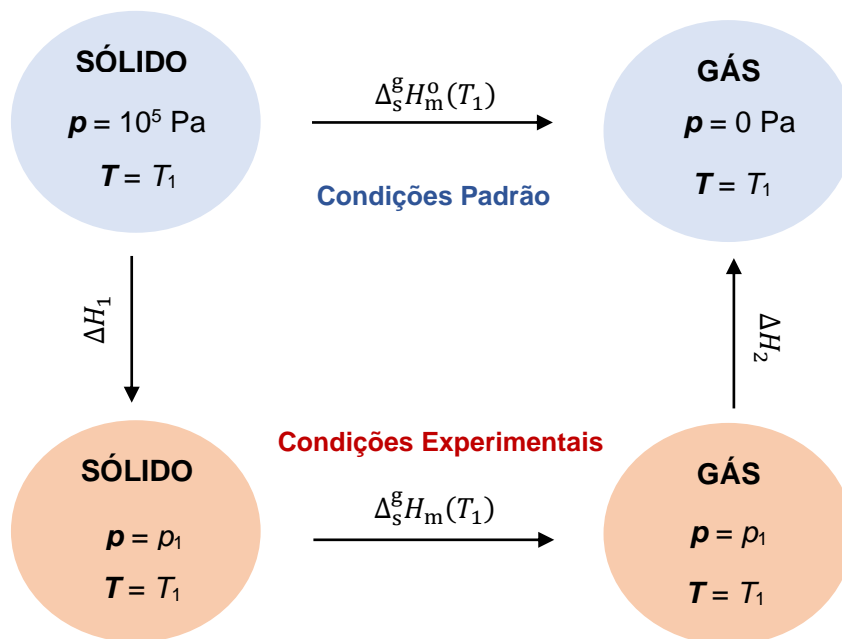 SÓLIDO
p = 10⁵ Pa
T = T₁
Δ_s^g H_m^o(T₁)
Condições Padrão
GÁS
p = 0 Pa
T = T₁
ΔH₁
ΔH₂
SÓLIDO
p = p₁
T = T₁
Condições Experimentais
Δ_s^g H_m(T₁)
GÁS
p = p₁
T = T₁